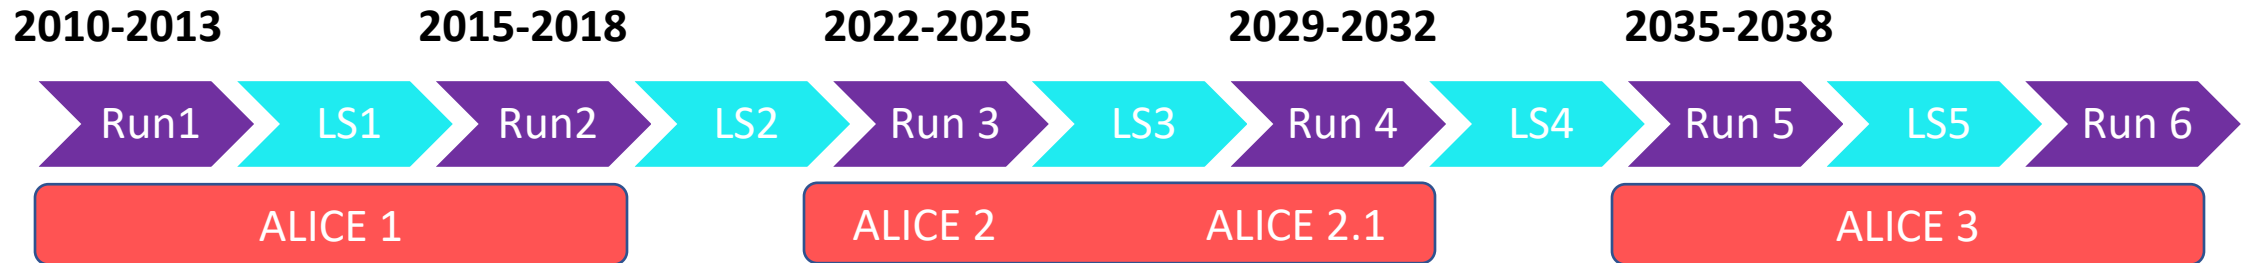 2010-2013 2015-2018 2022-2025 2029-2032 2035-2038
Run1 LS1 Run2 LS2 Run 3 LS3 Run 4 LS4 Run 5 LS5 Run 6
ALICE 1 ALICE 2 ALICE 2.1 ALICE 3